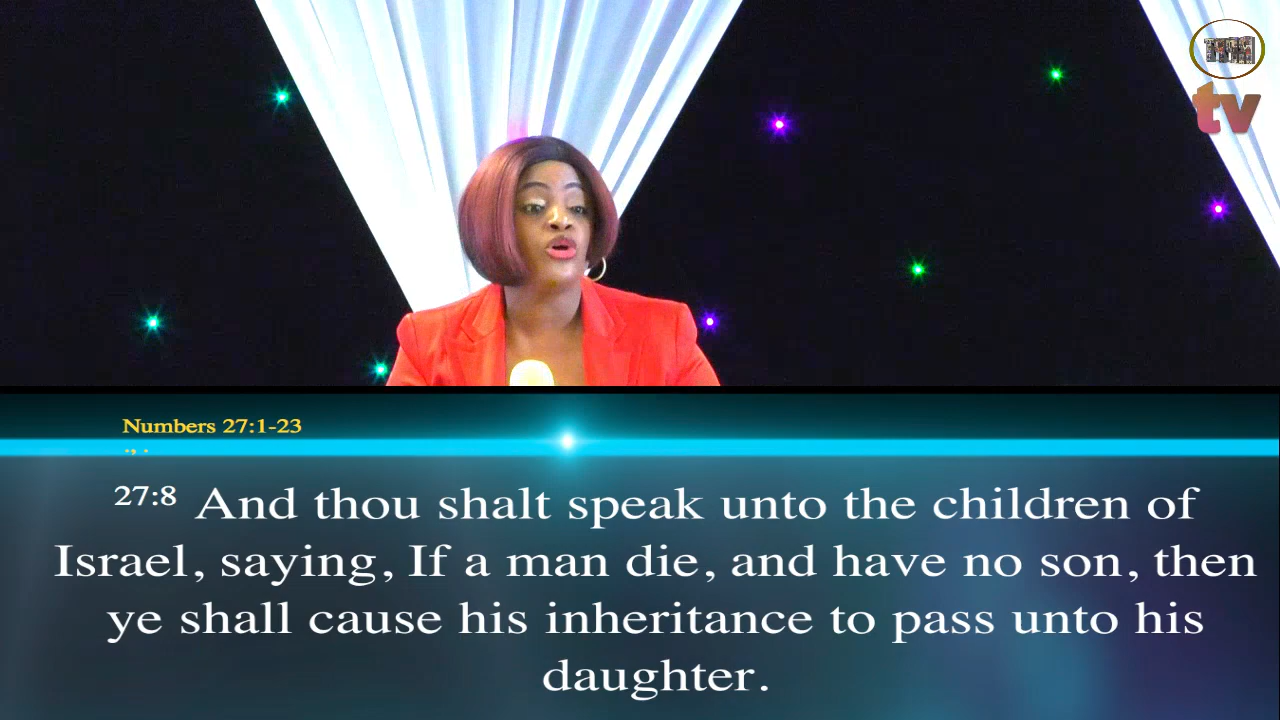 tv
Numbers 27:1-23
27:8 And thou shalt speak unto the children of
Israel, saying, If a man die, and have no son, then
ye shall cause his inheritance to pass unto his
daughter.